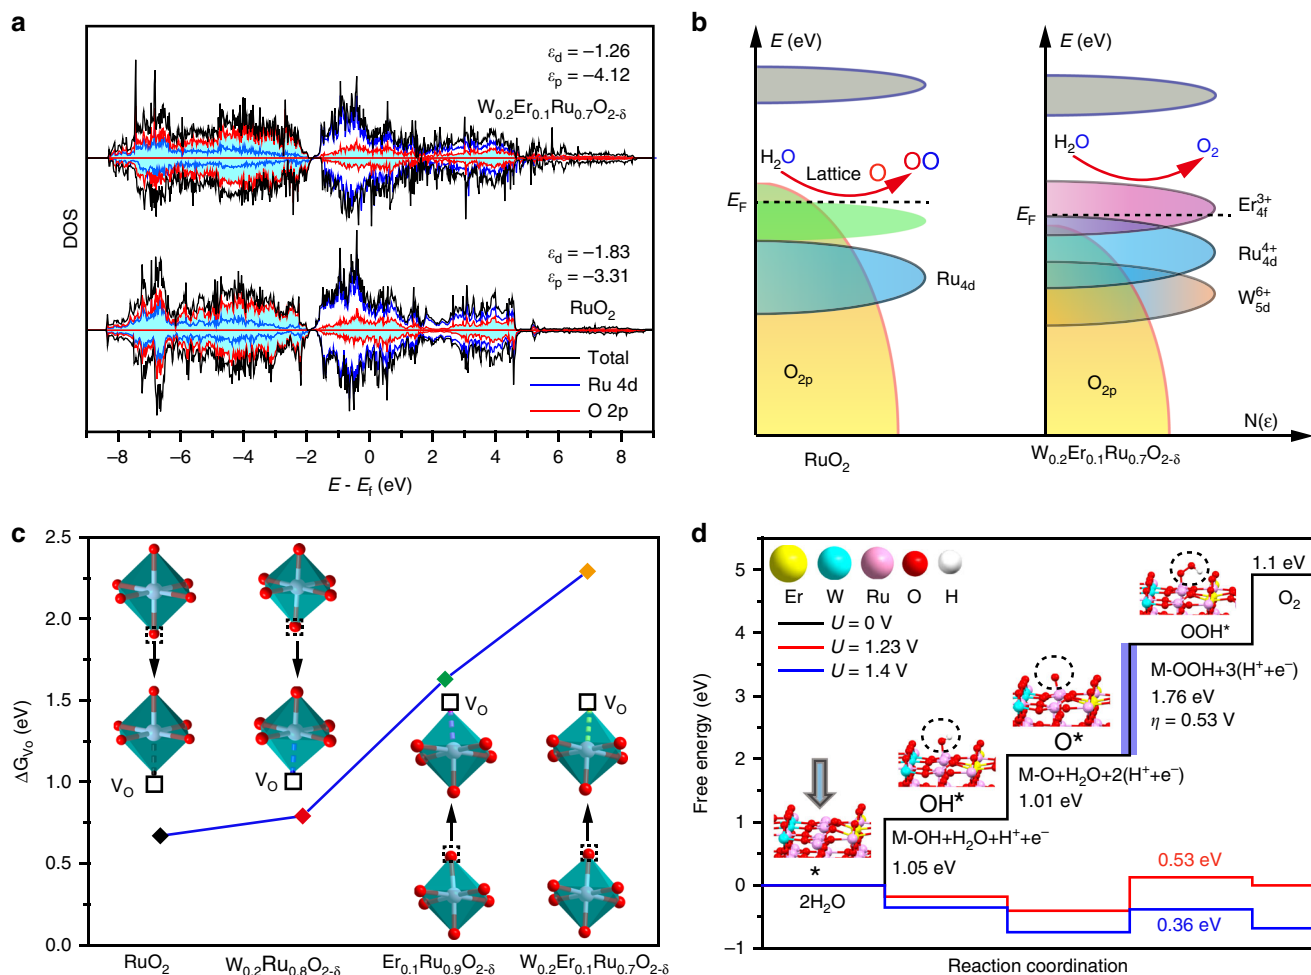 a
ε_d = −1.26
ε_p = −4.12
W_0.2Er_0.1Ru_0.7O_2-δ
ε_d = −1.83
ε_p = −3.31
RuO_2
Total
Ru 4d
O 2p
DOS
−8 −6 −4 −2 0 2 4 6 8
E - E_f (eV)
b
E (eV)
H_2O
Lattice O
OO
E_F
Ru_4d
O_2p
RuO_2
E (eV)
H_2O
O_2
E_F
Er^3+_4f
Ru^4+_4d
W^6+_5d
O_2p
N(ε)
W_0.2Er_0.1Ru_0.7O_2-δ
c
2.5
2.0
1.5
1.0
0.5
0.0
ΔG_Vo (eV)
V_O
V_O
V_O
V_O
RuO_2
W_0.2Ru_0.8O_2-δ
Er_0.1Ru_0.9O_2-δ
W_0.2Er_0.1Ru_0.7O_2-δ
d
5
4
3
2
1
0
−1
Free energy (eV)
Er W Ru O H
U = 0 V
U = 1.23 V
U = 1.4 V
1.1 eV
O_2
OOH*
M-OOH+3(H^++e^−)
1.76 eV
η = 0.53 V
O*
M-O+H_2O+2(H^++e^−)
1.01 eV
OH*
M-OH+H_2O+H^++e^−
1.05 eV
*
2H_2O
0.53 eV
0.36 eV
Reaction coordination